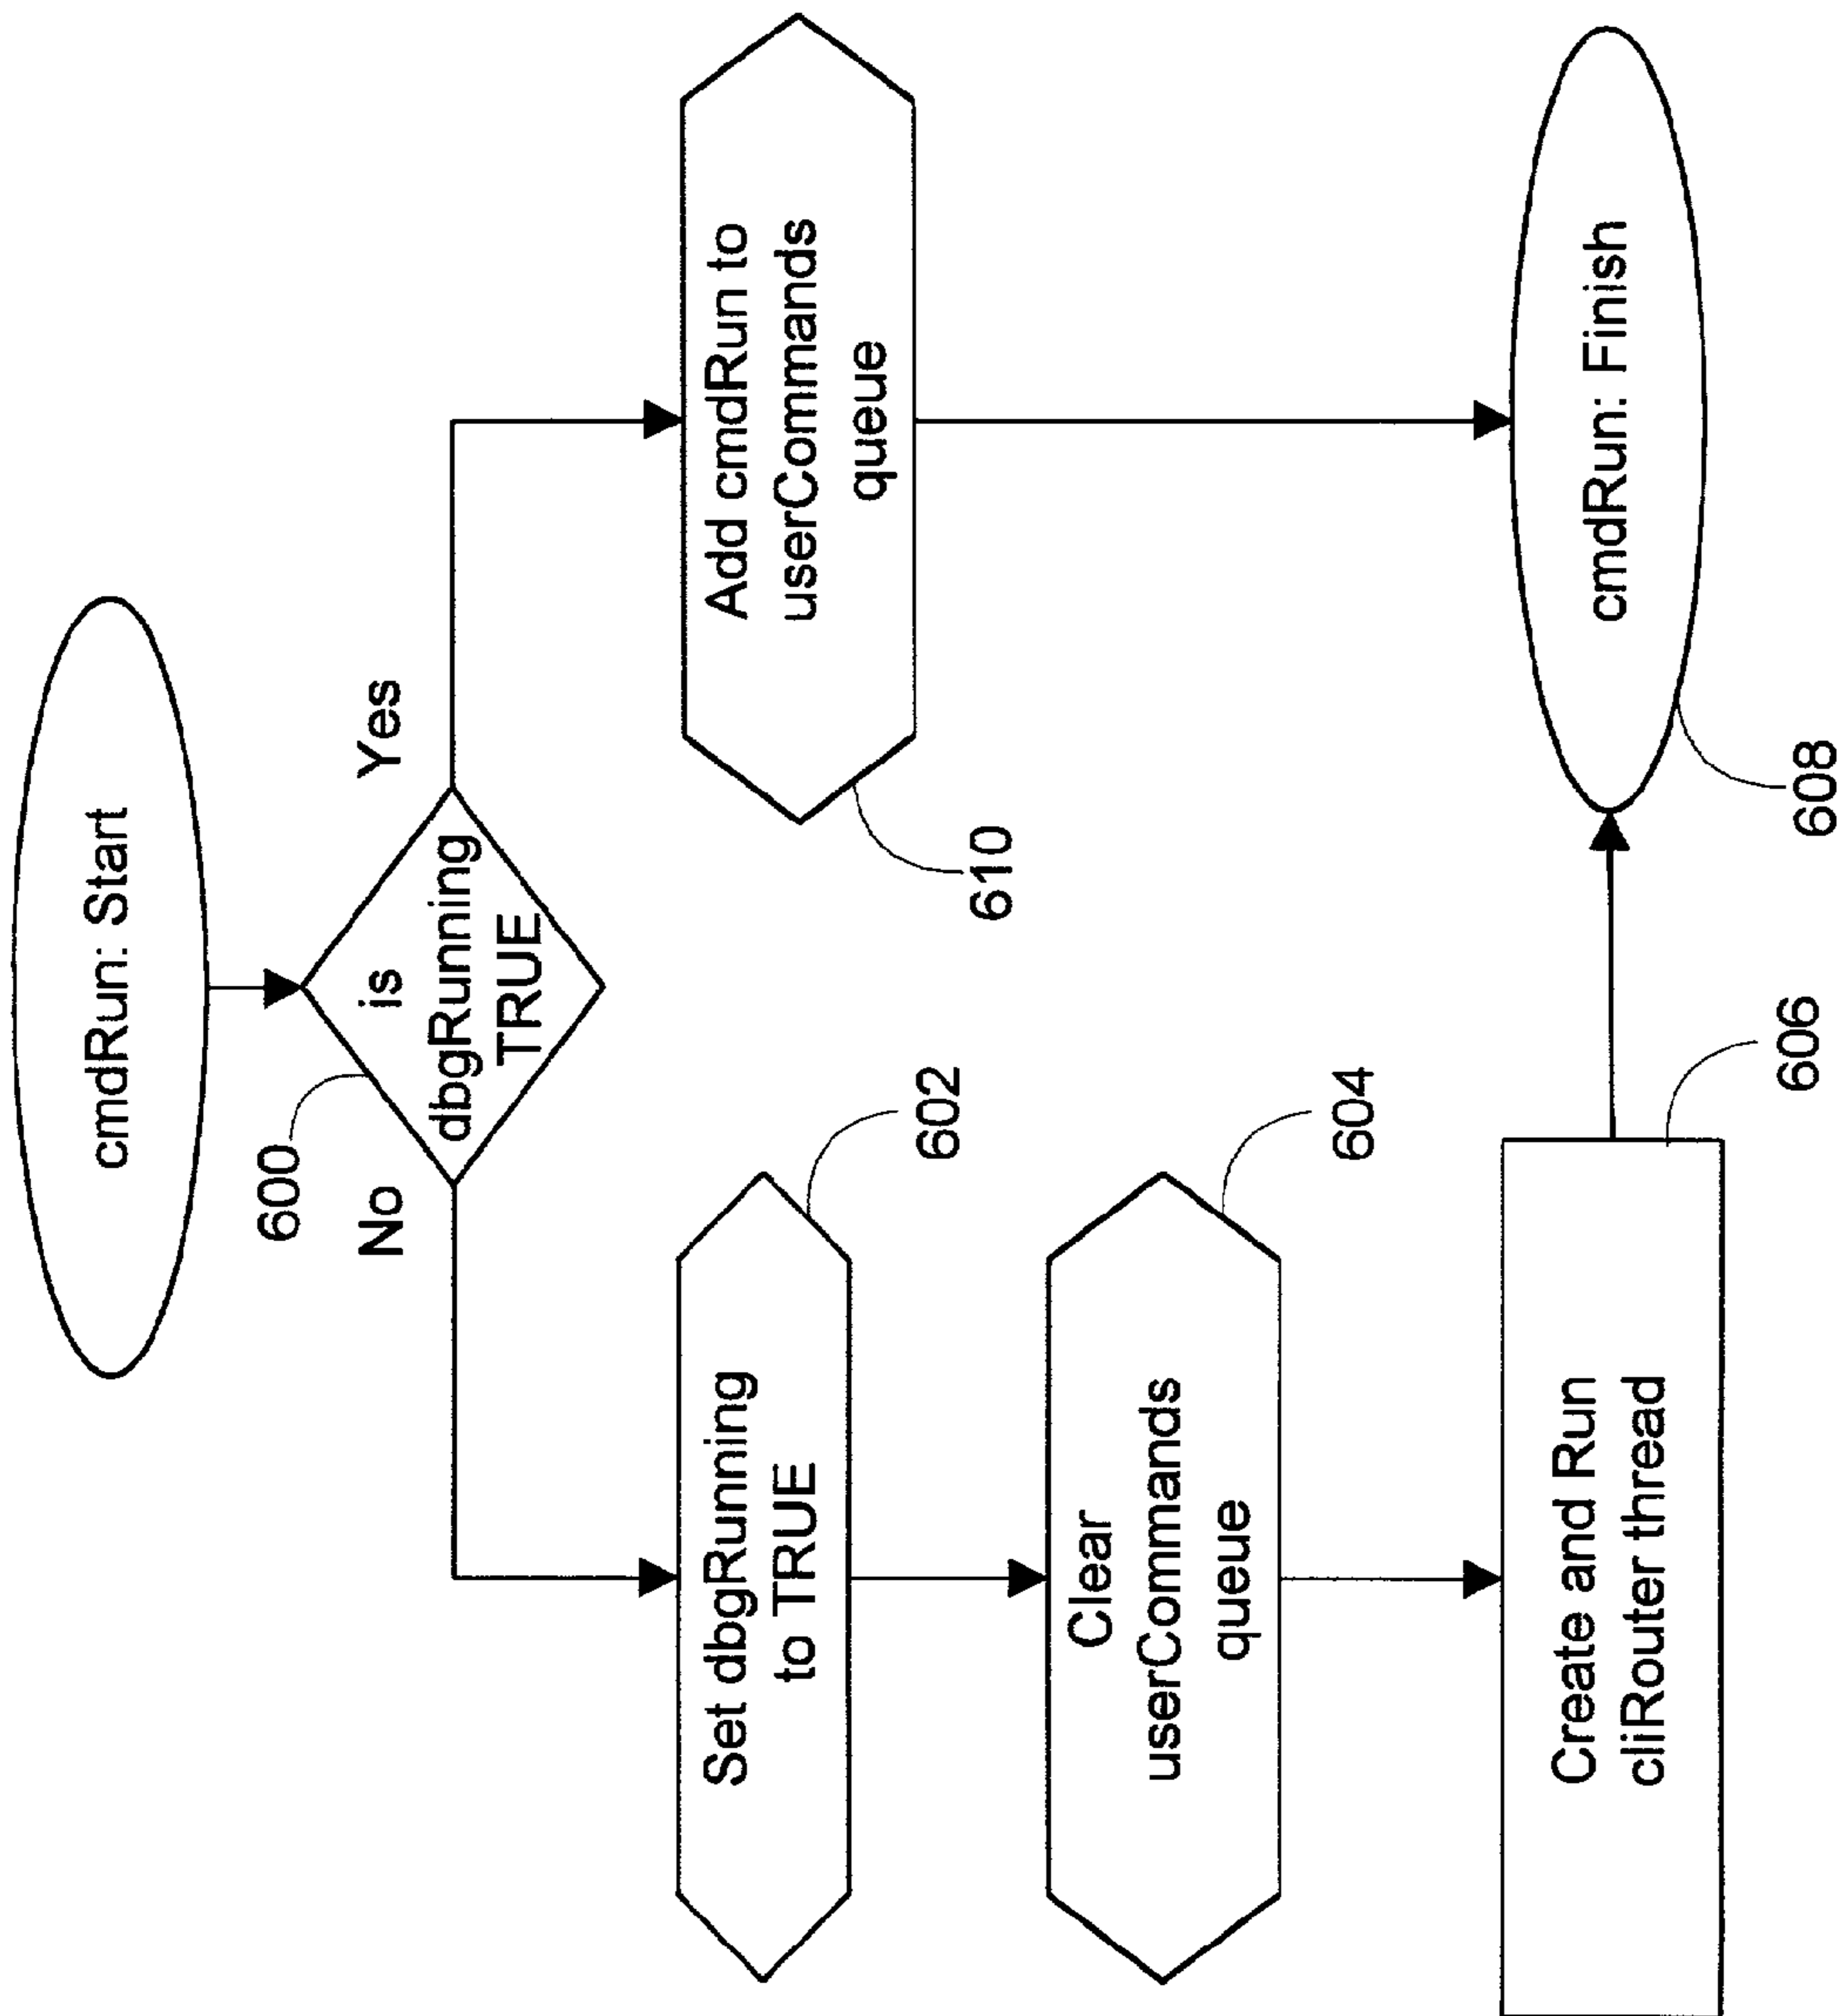 cmdRun: Start
600
is
dbgRunning
TRUE
No
Yes
Set dbgRunning
to TRUE
602
Clear
userCommands
queue
604
Create and Run
cliRouter thread
606
Add cmdRun to
userCommands
queue
610
cmdRun: Finish
608